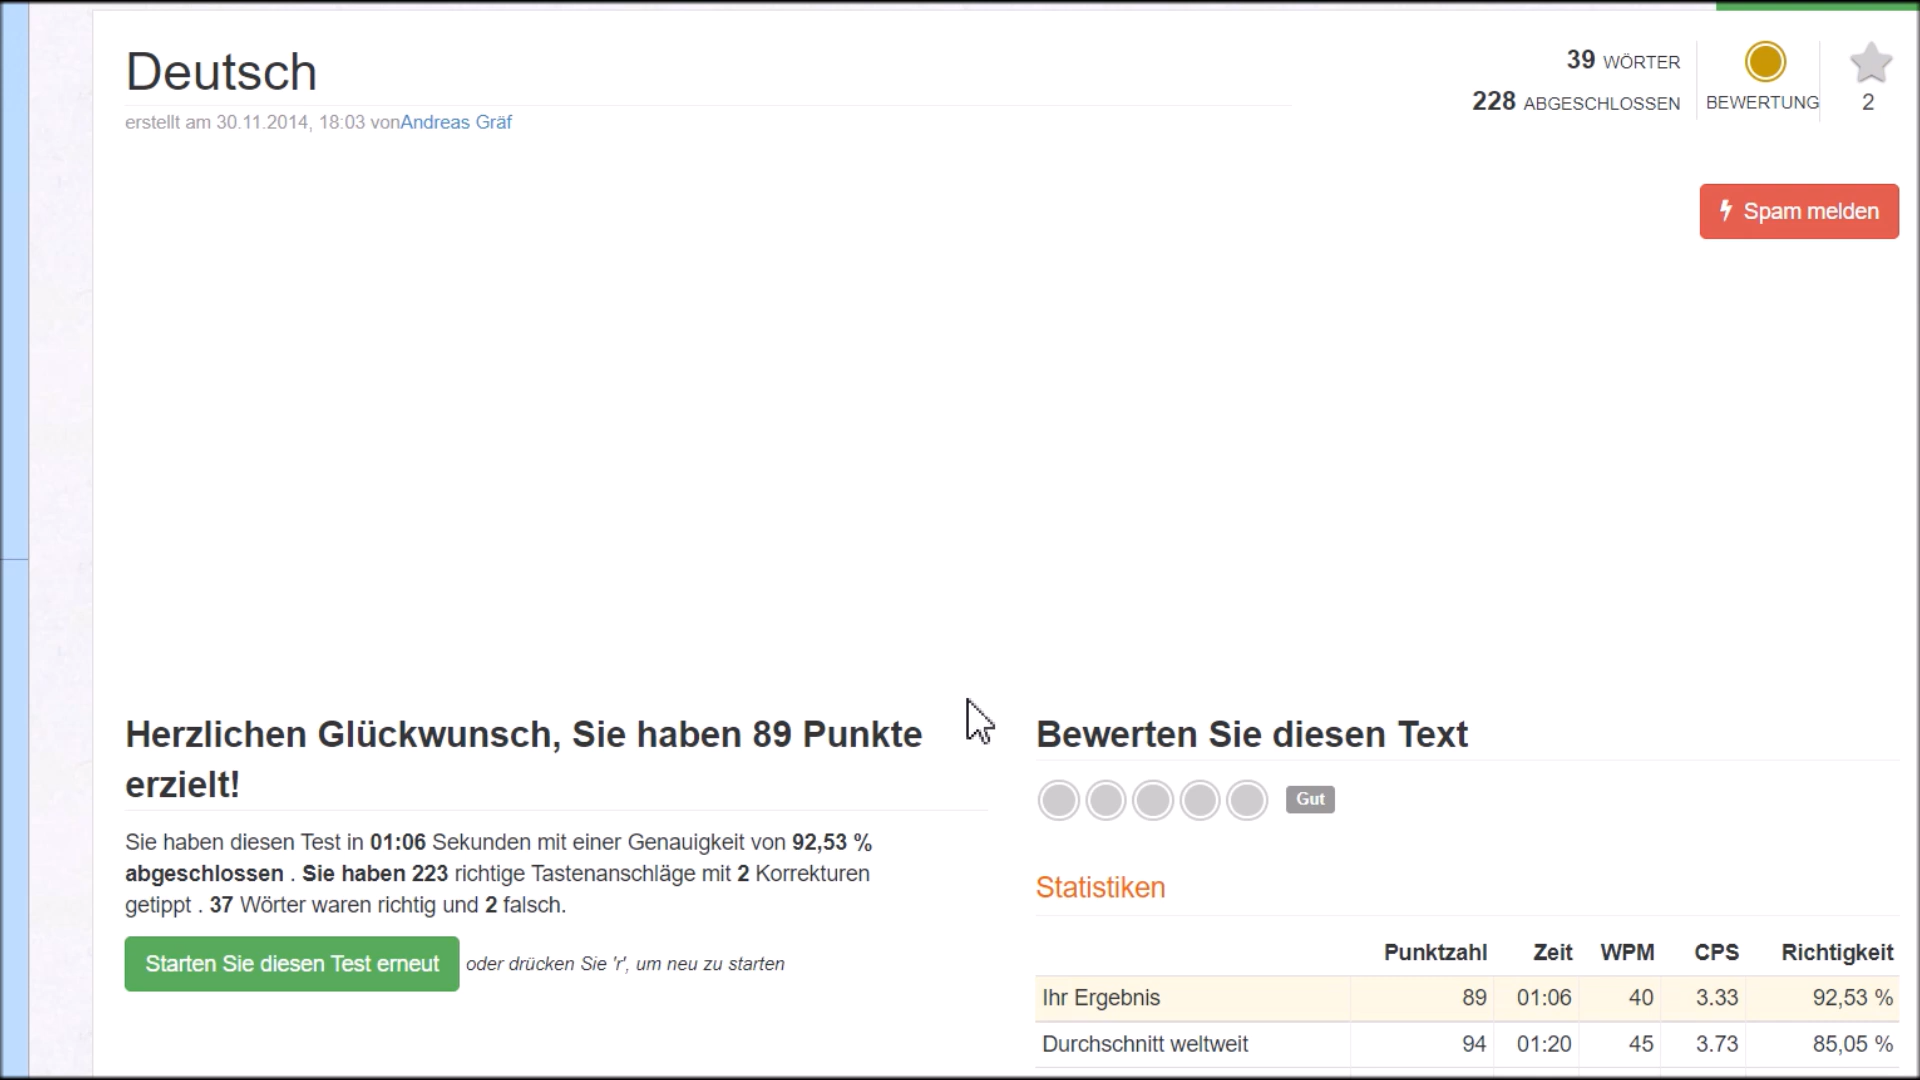 Deutsch
erstellt am 30.11.2014, 18:03 vonAndreas Gräf
39 WÖRTER
228 ABGESCHLOSSEN
BEWERTUNG
2
Spam melden
Herzlichen Glückwunsch, Sie haben 89 Punkte
erzielt!
Sie haben diesen Test in 01:06 Sekunden mit einer Genauigkeit von 92,53 %
abgeschlossen . Sie haben 223 richtige Tastenanschläge mit 2 Korrekturen
getippt . 37 Wörter waren richtig und 2 falsch.
Starten Sie diesen Test erneut oder drücken Sie 'r', um neu zu starten
Bewerten Sie diesen Text
Gut
Statistiken
Punktzahl Zeit WPM CPS Richtigkeit
Ihr Ergebnis 89 01:06 40 3.33 92,53 %
Durchschnitt weltweit 94 01:20 45 3.73 85,05 %